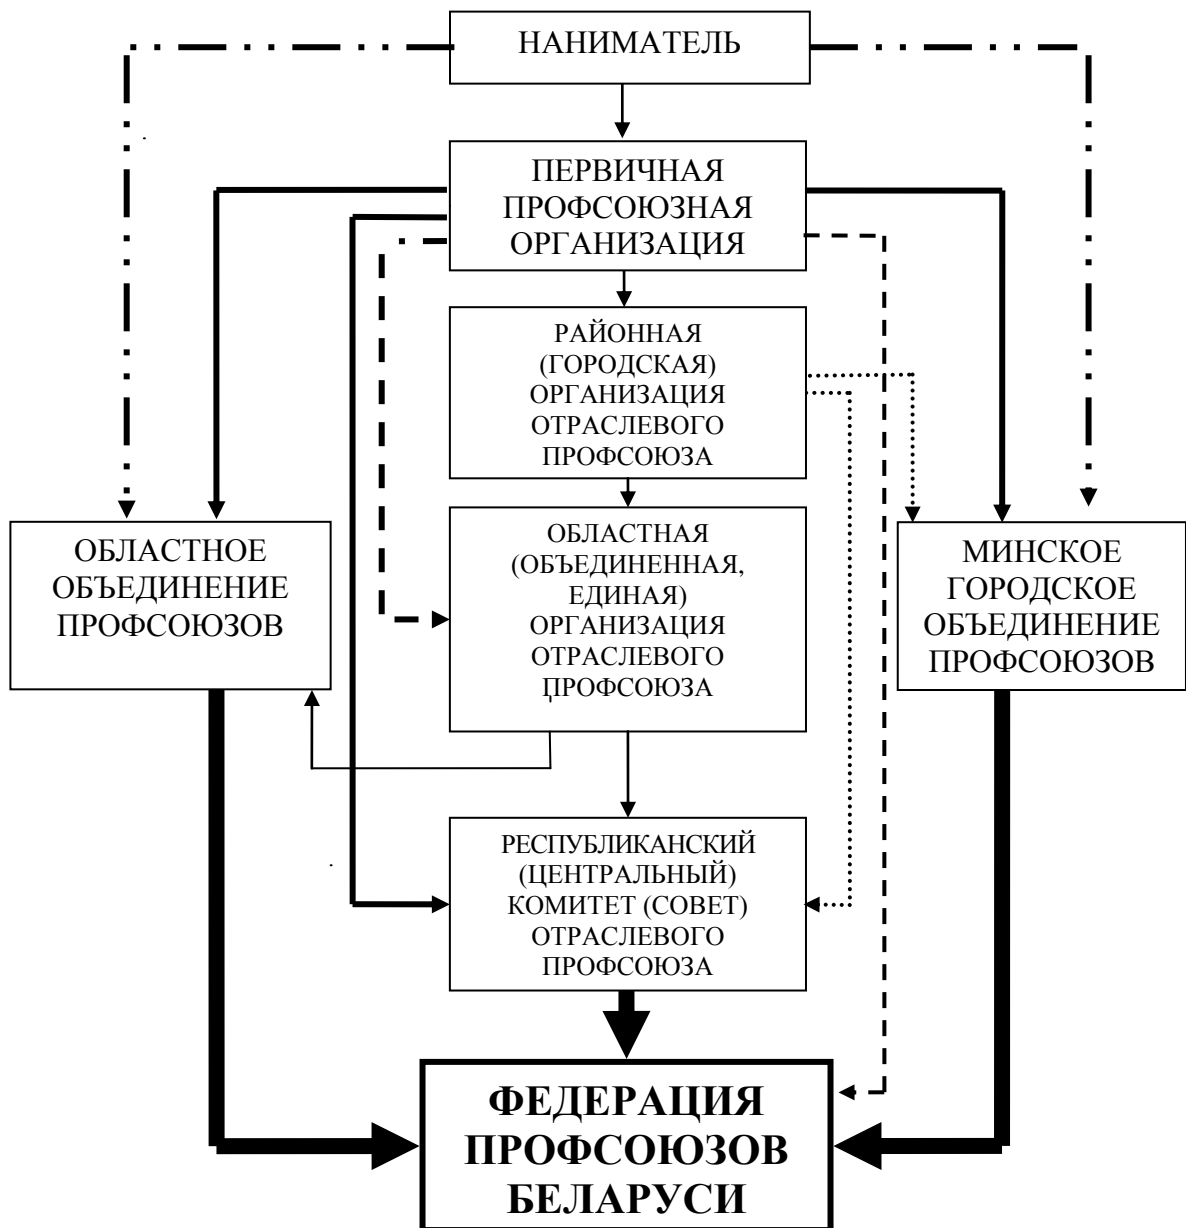 НАНИМАТЕЛЬ
ПЕРВИЧНАЯ
ПРОФСОЮЗНАЯ
ОРГАНИЗАЦИЯ
РАЙОННАЯ
(ГОРОДСКАЯ)
ОРГАНИЗАЦИЯ
ОТРАСЛЕВОГО
ПРОФСОЮЗА
ОБЛАСТНОЕ
ОБЪЕДИНЕНИЕ
ПРОФСОЮЗОВ
ОБЛАСТНАЯ
(ОБЪЕДИНЕННАЯ,
ЕДИНАЯ)
ОРГАНИЗАЦИЯ
ОТРАСЛЕВОГО
ПРОФСОЮЗА
МИНСКОЕ
ГОРОДСКОЕ
ОБЪЕДИНЕНИЕ
ПРОФСОЮЗОВ
РЕСПУБЛИКАНСКИЙ
(ЦЕНТРАЛЬНЫЙ)
КОМИТЕТ (СОВЕТ)
ОТРАСЛЕВОГО
ПРОФСОЮЗА
ФЕДЕРАЦИЯ
ПРОФСОЮЗОВ
БЕЛАРУСИ